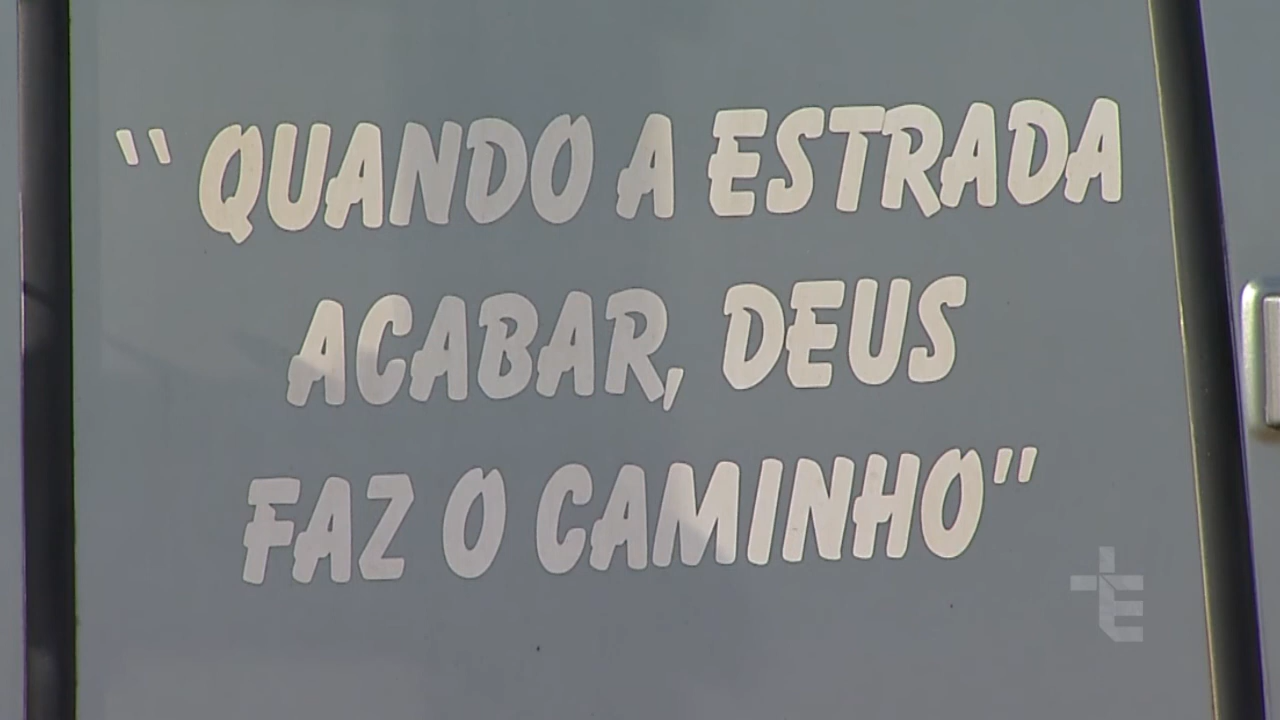 “QUANDO A ESTRADA
ACABAR, DEUS
FAZ O CAMINHO”